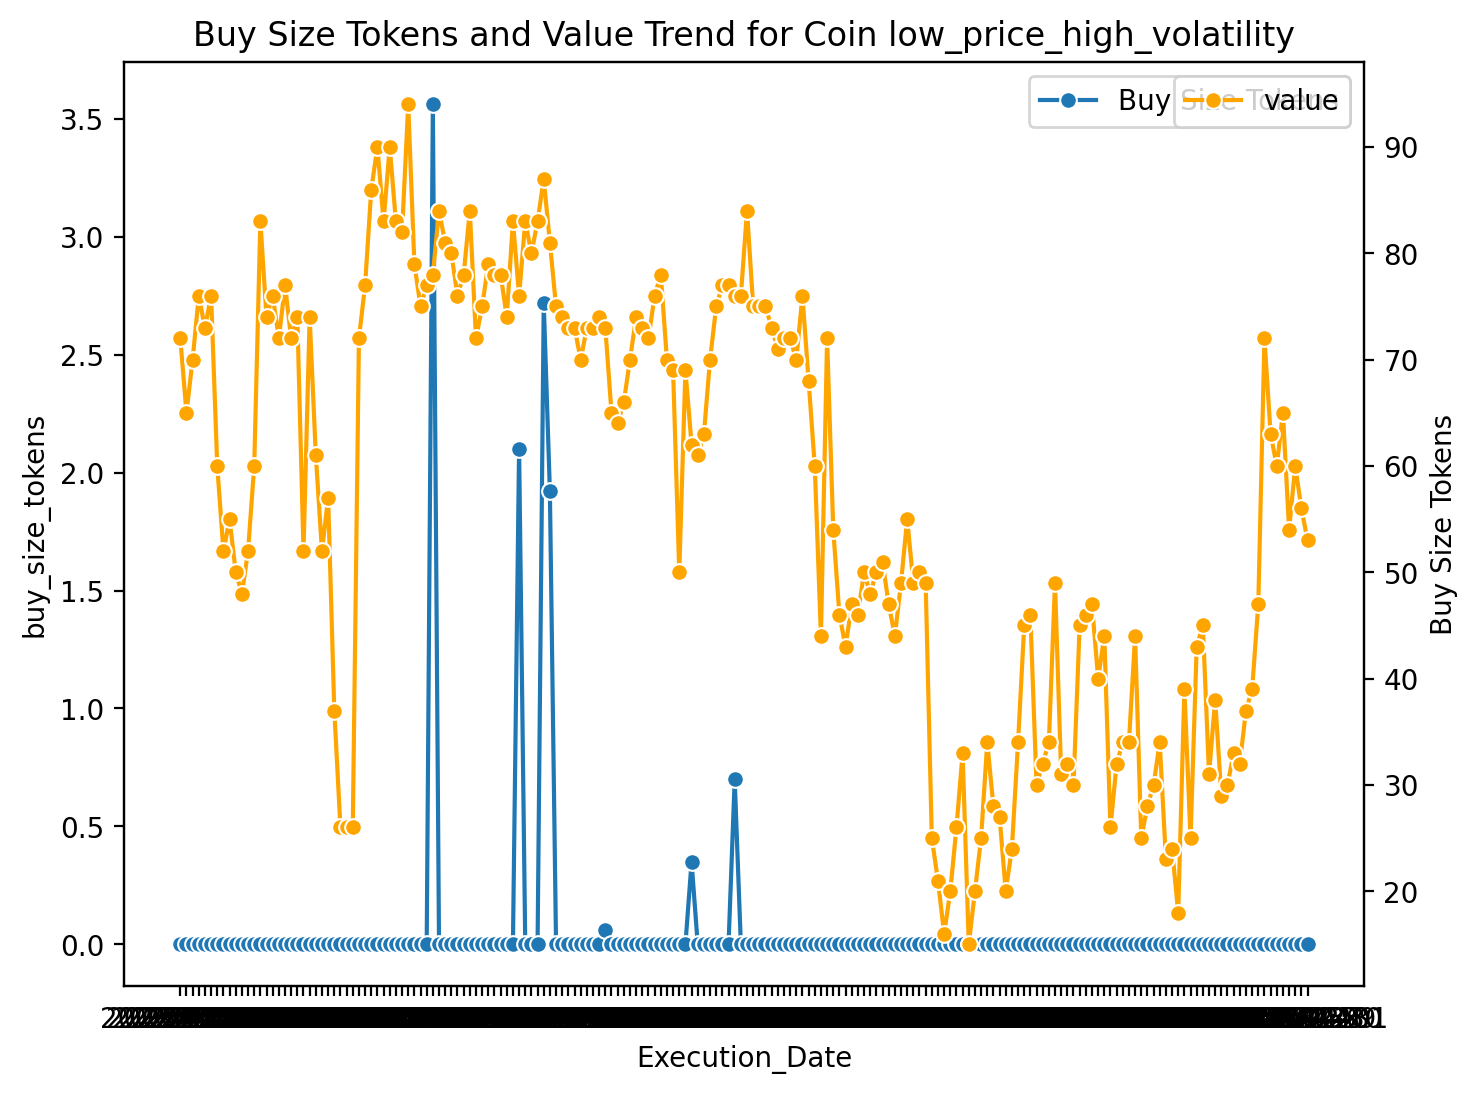 Buy Size Tokens and Value Trend for Coin low_price_high_volatility
Buy Size Tokens
value
buy_size_tokens
3.5
3.0
2.5
2.0
1.5
1.0
0.5
0.0
90
80
70
60
50
40
30
20
Buy Size Tokens
Execution_Date